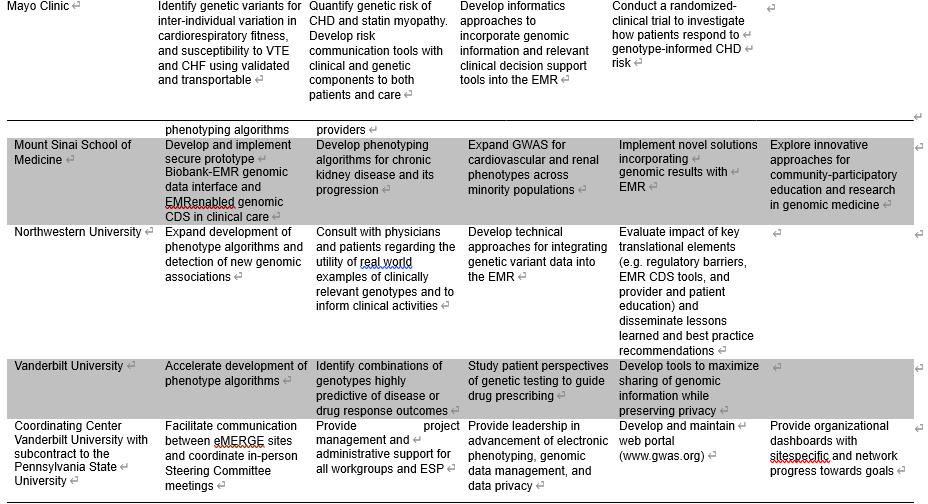 Mayo Clinic
Identify genetic variants for
inter-individual variation in
cardiorespiratory fitness,
and susceptibility to VTE
and CHF using validated
and transportable
Quantify genetic risk of
CHD and statin myopathy.
Develop risk
communication tools with
clinical and genetic
components to both
patients and care
Develop informatics
approaches to
incorporate genomic
information and relevant
clinical decision support
tools into the EMR
Conduct a randomized-
clinical trial to investigate
how patients respond to
genotype-informed CHD
risk
phenotyping algorithms
providers
Mount Sinai School of
Medicine
Develop and implement
secure prototype
Biobank-EMR genomic
data interface and
EMRenabled genomic
CDS in clinical care
Develop phenotyping
algorithms for chronic
kidney disease and its
progression
Expand GWAS for
cardiovascular and renal
phenotypes across
minority populations
Implement novel solutions
incorporating
genomic results with
EMR
Explore innovative
approaches for
community-participatory
education and research
in genomic medicine
Northwestern University
Expand development of
phenotype algorithms and
detection of new genomic
associations
Consult with physicians
and patients regarding the
utility of real world
examples of clinically
relevant genotypes and to
inform clinical activities
Develop technical
approaches for integrating
genetic variant data into
the EMR
Evaluate impact of key
translational elements
(e.g. regulatory barriers,
EMR CDS tools, and
provider and patient
education) and
disseminate lessons
learned and best practice
recommendations
Vanderbilt University
Accelerate development of
phenotype algorithms
Identify combinations of
genotypes highly
predictive of disease or
drug response outcomes
Study patient perspectives
of genetic testing to guide
drug prescribing
Develop tools to maximize
sharing of genomic
information while
preserving privacy
Coordinating Center
Vanderbilt University with
subcontract to the
Pennsylvania State
University
Facilitate communication
between eMERGE sites
and coordinate in-person
Steering Committee
meetings
Provide project
management and
administrative support for
all workgroups and ESP
Provide leadership in
advancement of electronic
phenotyping, genomic
data management, and
data privacy
Develop and maintain
web portal
(www.gwas.org)
Provide organizational
dashboards with
sitespecific and network
progress towards goals